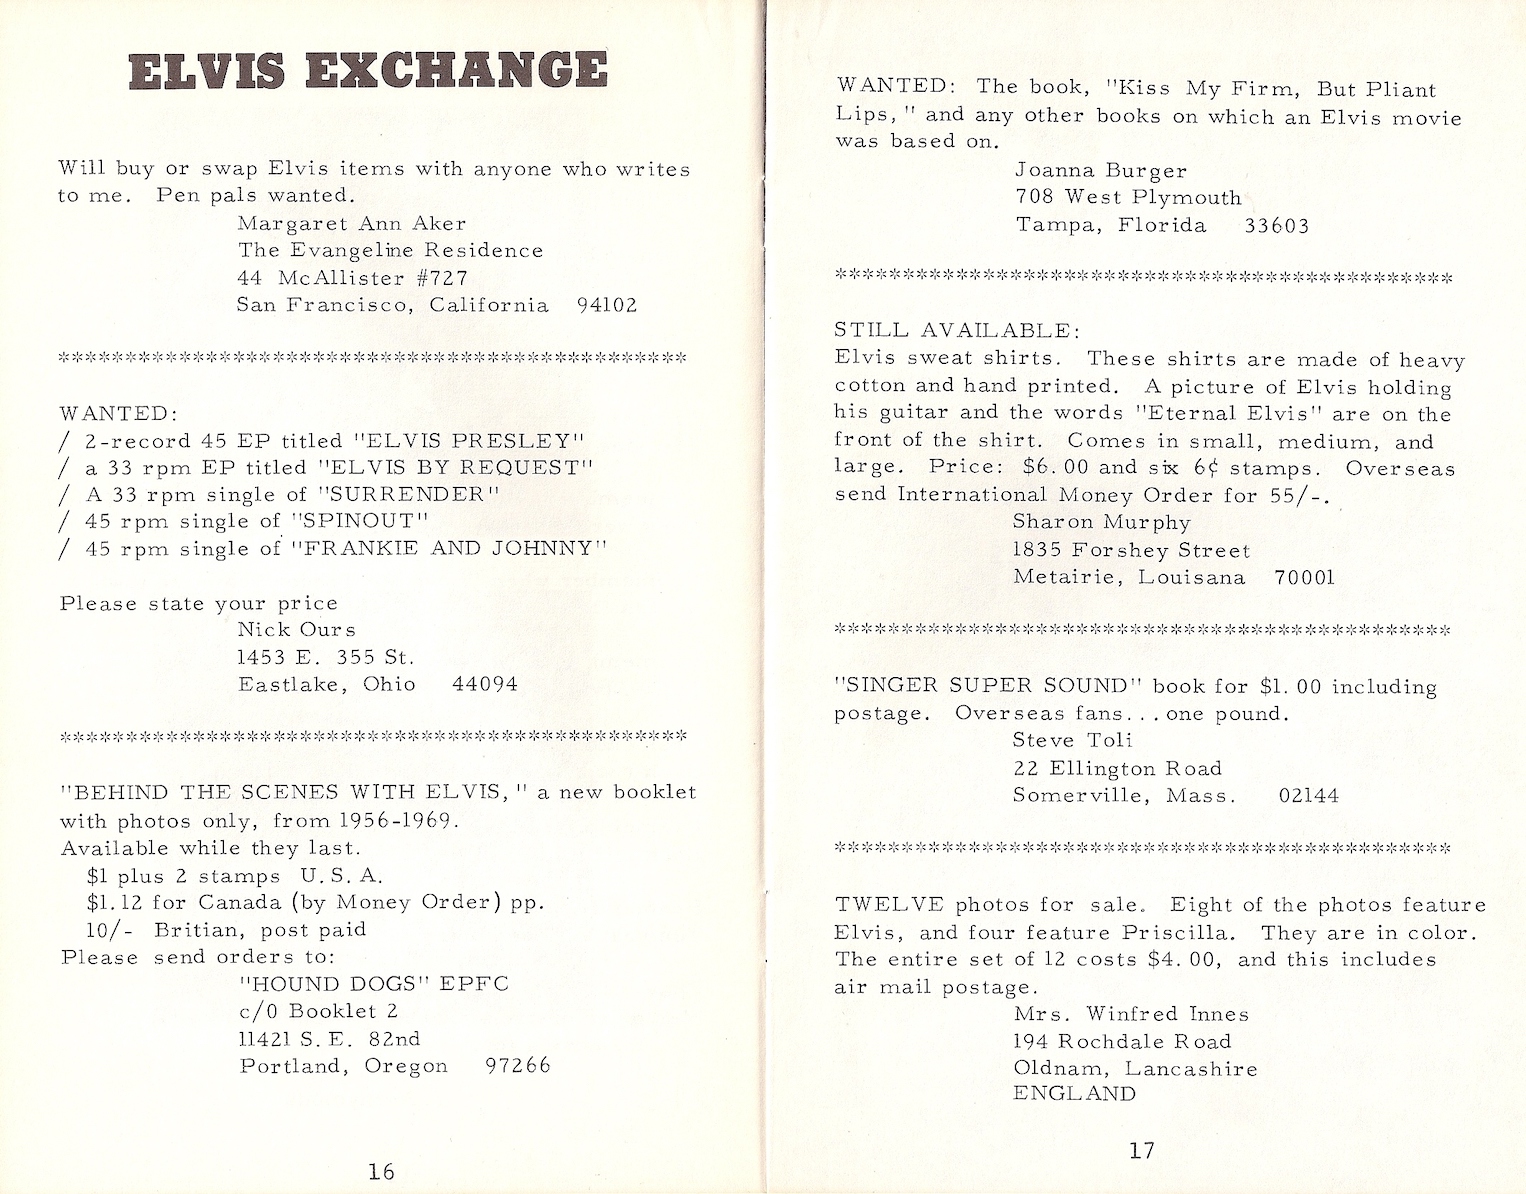 ELVIS EXCHANGE
Will buy or swap Elvis items with anyone who writes
to me. Pen pals wanted.
Margaret Ann Aker
The Evangeline Residence
44 McAllister #727
San Francisco, California 94102
***********************************************
WANTED:
/ 2-record 45 EP titled "ELVIS PRESLEY"
/ a 33 rpm EP titled "ELVIS BY REQUEST"
/ A 33 rpm single of "SURRENDER"
/ 45 rpm single of "SPINOUT"
/ 45 rpm single of "FRANKIE AND JOHNNY"
Please state your price
Nick Ours
1453 E. 355 St.
Eastlake, Ohio 44094
***********************************************
"BEHIND THE SCENES WITH ELVIS," a new booklet
with photos only, from 1956-1969.
Available while they last.
$1 plus 2 stamps U.S.A.
$1.12 for Canada (by Money Order) pp.
10/- Britian, post paid
Please send orders to:
"HOUND DOGS" EPFC
c/0 Booklet 2
11421 S.E. 82nd
Portland, Oregon 97266
16
WANTED: The book, "Kiss My Firm, But Pliant
Lips," and any other books on which an Elvis movie
was based on.
Joanna Burger
708 West Plymouth
Tampa, Florida 33603
**********************************************
STILL AVAILABLE:
Elvis sweat shirts. These shirts are made of heavy
cotton and hand printed. A picture of Elvis holding
his guitar and the words "Eternal Elvis" are on the
front of the shirt. Comes in small, medium, and
large. Price: $6.00 and six 6¢ stamps. Overseas
send International Money Order for 55/-.
Sharon Murphy
1835 Forshey Street
Metairie, Louisana 70001
**********************************************
"SINGER SUPER SOUND" book for $1.00 including
postage. Overseas fans...one pound.
Steve Toli
22 Ellington Road
Somerville, Mass. 02144
**********************************************
TWELVE photos for sale. Eight of the photos feature
Elvis, and four feature Priscilla. They are in color.
The entire set of 12 costs $4.00, and this includes
air mail postage.
Mrs. Winfred Innes
194 Rochdale Road
Oldnam, Lancashire
ENGLAND
17